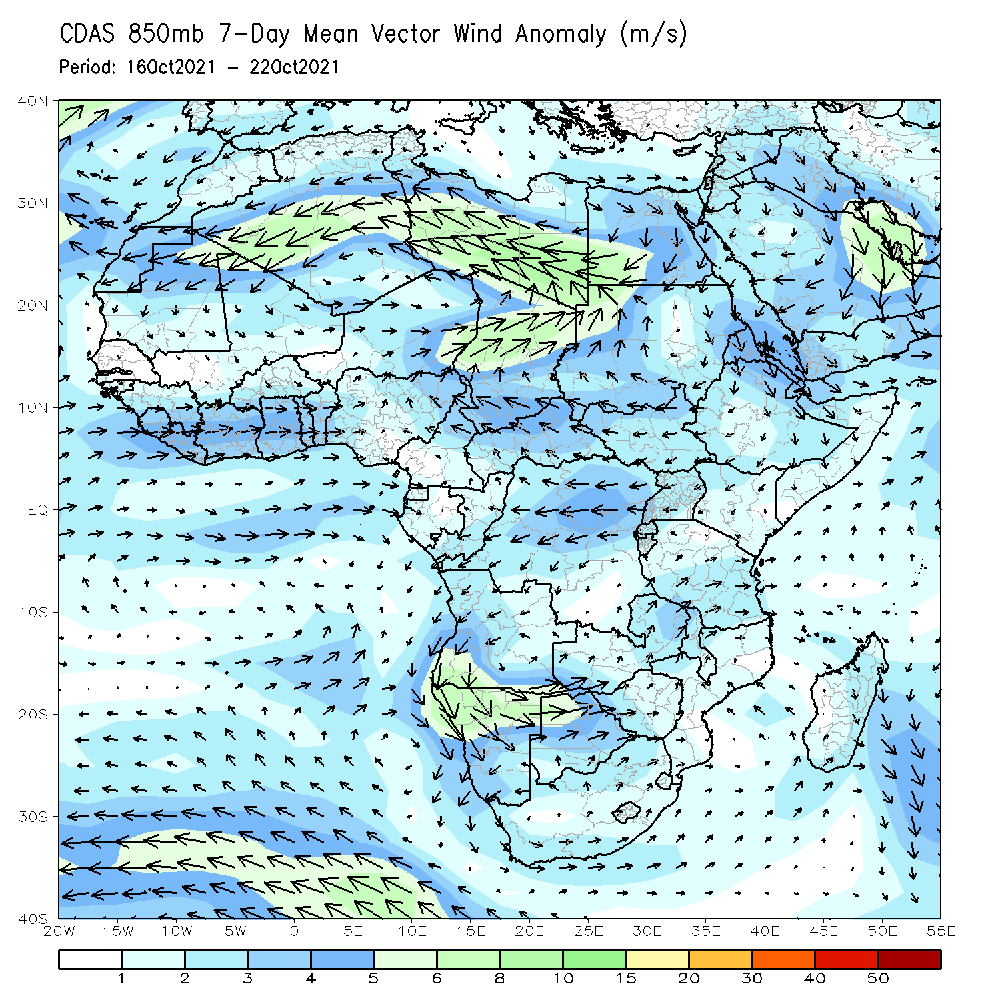 CDAS 850mb 7-Day Mean Vector Wind Anomaly (m/s)
Period: 16Oct2021 - 22Oct2021
40N
30N
20N
10N
EQ
10S
20S
30S
40S
20W 15W 10W 5W 0 5E 10E 15E 20E 25E 30E 35E 40E 45E 50E 55E
1 2 3 4 5 6 8 10 15 20 30 40 50